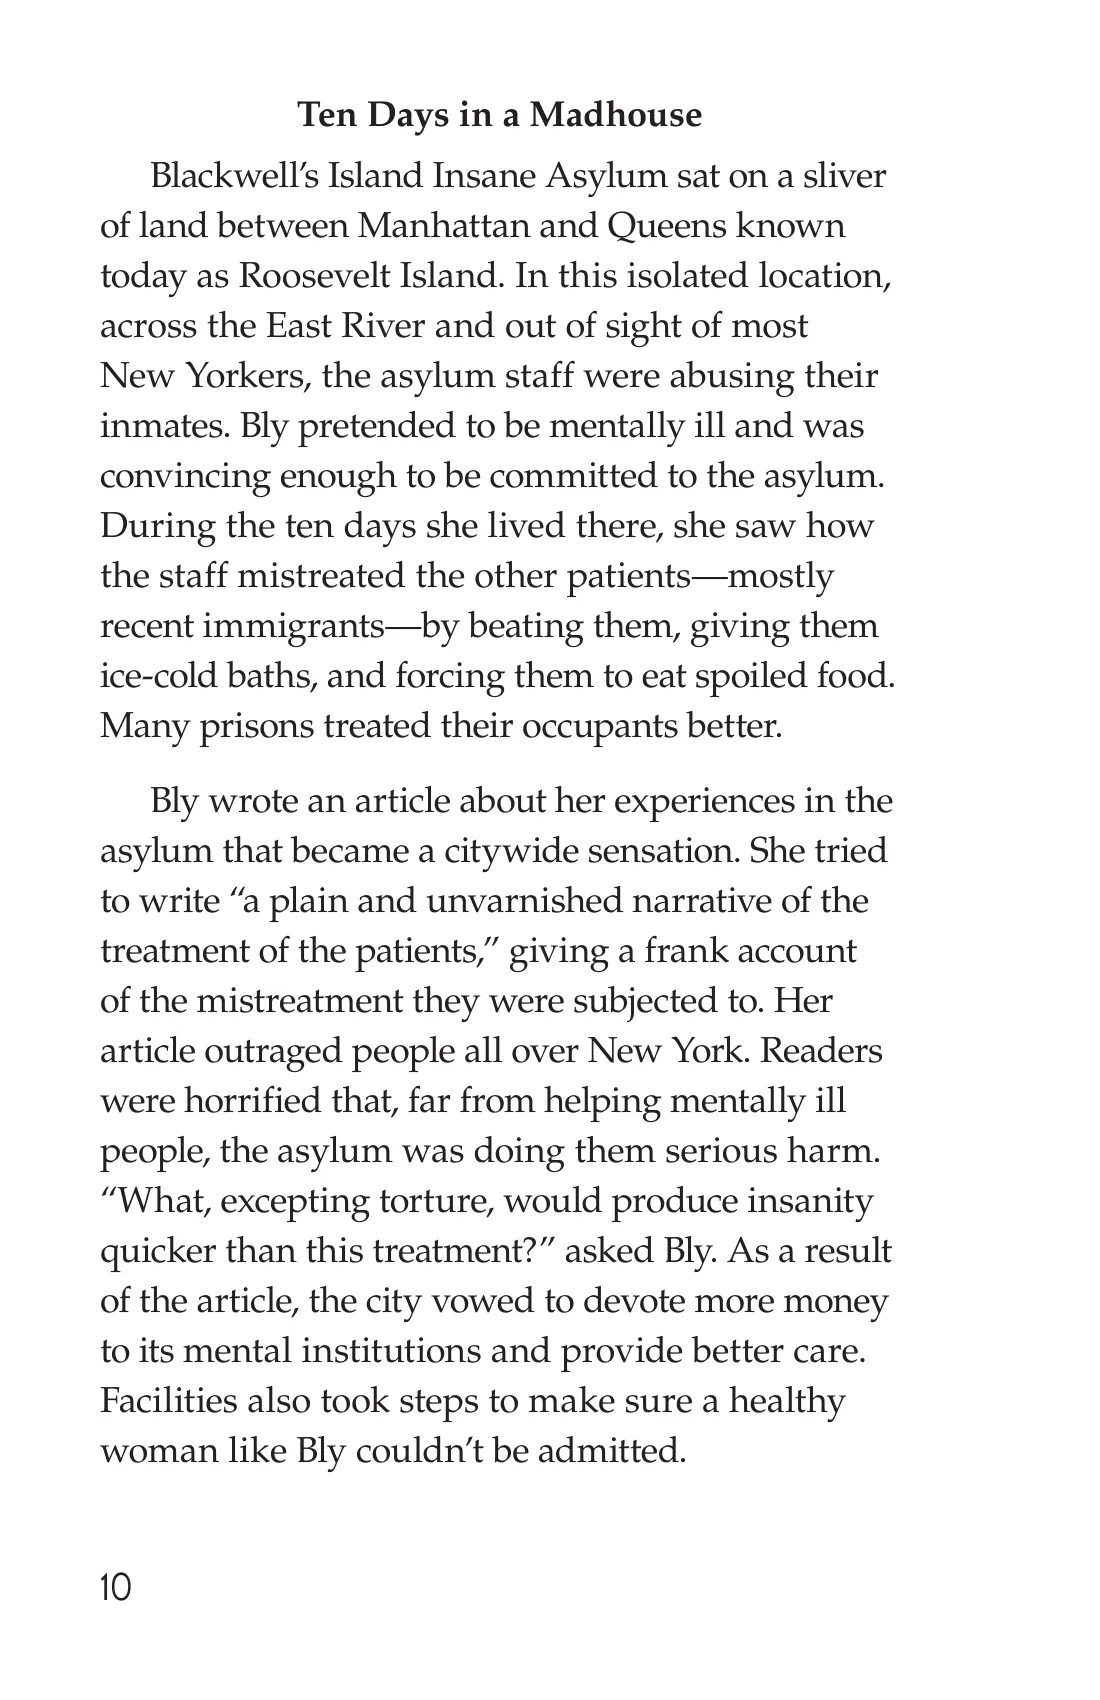 Ten Days in a Madhouse
Blackwell’s Island Insane Asylum sat on a sliver
of land between Manhattan and Queens known
today as Roosevelt Island. In this isolated location,
across the East River and out of sight of most
New Yorkers, the asylum staff were abusing their
inmates. Bly pretended to be mentally ill and was
convincing enough to be committed to the asylum.
During the ten days she lived there, she saw how
the staff mistreated the other patients—mostly
recent immigrants—by beating them, giving them
ice-cold baths, and forcing them to eat spoiled food.
Many prisons treated their occupants better.
Bly wrote an article about her experiences in the
asylum that became a citywide sensation. She tried
to write “a plain and unvarnished narrative of the
treatment of the patients,” giving a frank account
of the mistreatment they were subjected to. Her
article outraged people all over New York. Readers
were horrified that, far from helping mentally ill
people, the asylum was doing them serious harm.
“What, excepting torture, would produce insanity
quicker than this treatment?” asked Bly. As a result
of the article, the city vowed to devote more money
to its mental institutions and provide better care.
Facilities also took steps to make sure a healthy
woman like Bly couldn’t be admitted.
10